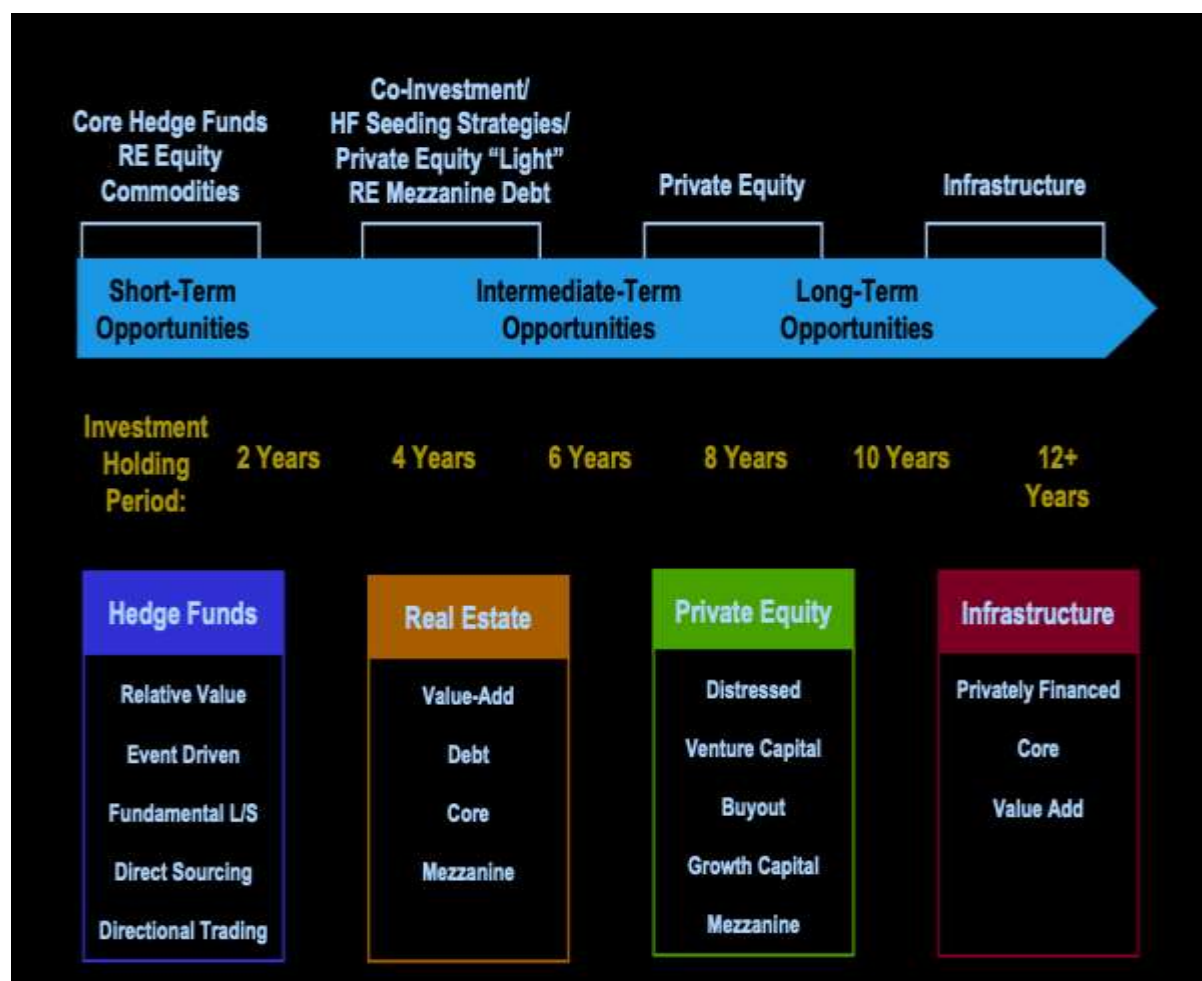 Core Hedge Funds
RE Equity
Commodities
Co-Investment/
HF Seeding Strategies/
Private Equity “Light”
RE Mezzanine Debt
Private Equity
Infrastructure
Short-Term
Opportunities
Intermediate-Term
Opportunities
Long-Term
Opportunities
Investment
Holding
Period:
2 Years
4 Years
6 Years
8 Years
10 Years
12+
Years
Hedge Funds
Relative Value
Event Driven
Fundamental L/S
Direct Sourcing
Directional Trading
Real Estate
Value-Add
Debt
Core
Mezzanine
Private Equity
Distressed
Venture Capital
Buyout
Growth Capital
Mezzanine
Infrastructure
Privately Financed
Core
Value Add